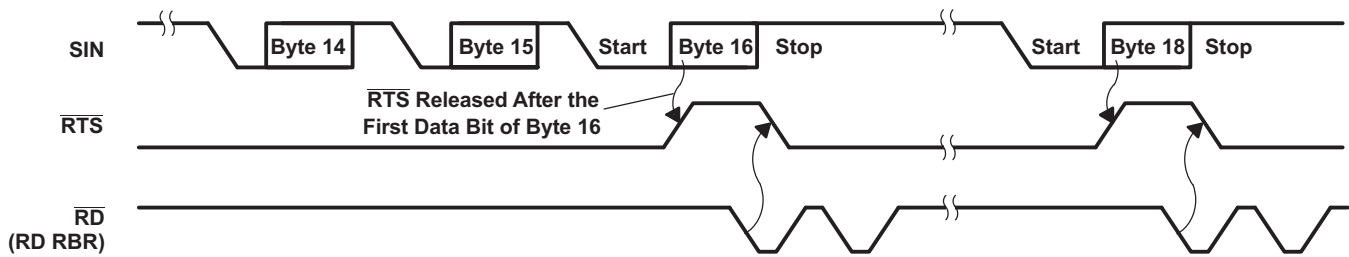 SIN
Byte 14
Byte 15
Start
Byte 16
Stop
Start
Byte 18
Stop
RTS Released After the
First Data Bit of Byte 16
RTS
RD
(RD RBR)